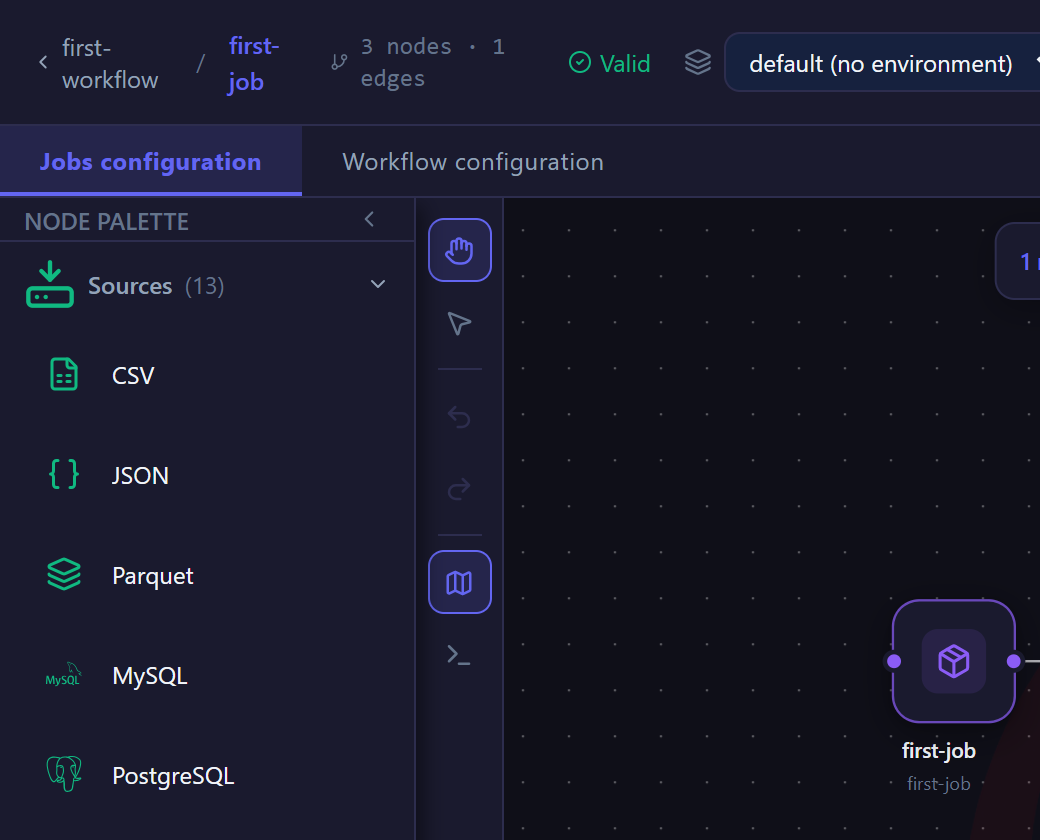 first-workflow / first-job 3 nodes • 1 edges Valid default (no environment)
Jobs configuration Workflow configuration
NODE PALETTE
Sources (13)
1
CSV
JSON
Parquet
MySQL MySQL
PostgreSQL
first-job
first-job